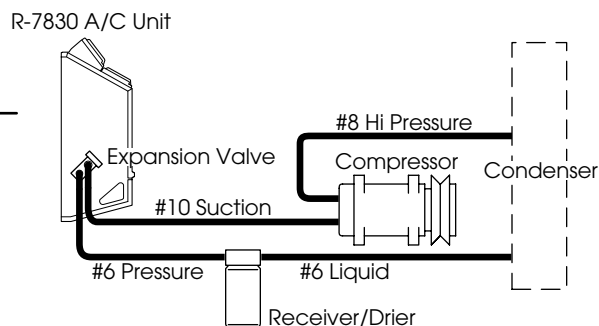 R-7830 A/C Unit
#8 Hi Pressure
Expansion Valve
Compressor
Condenser
#10 Suction
#6 Pressure
#6 Liquid
Receiver/Drier